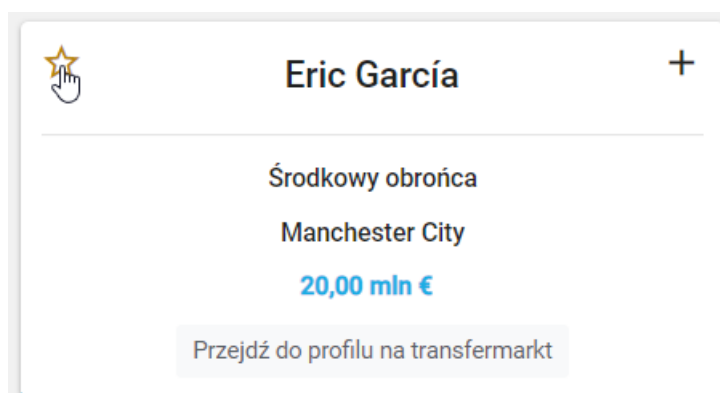 Eric García
Środkowy obrońca
Manchester City
20,00 mln €
Przejdź do profilu na transfermarkt